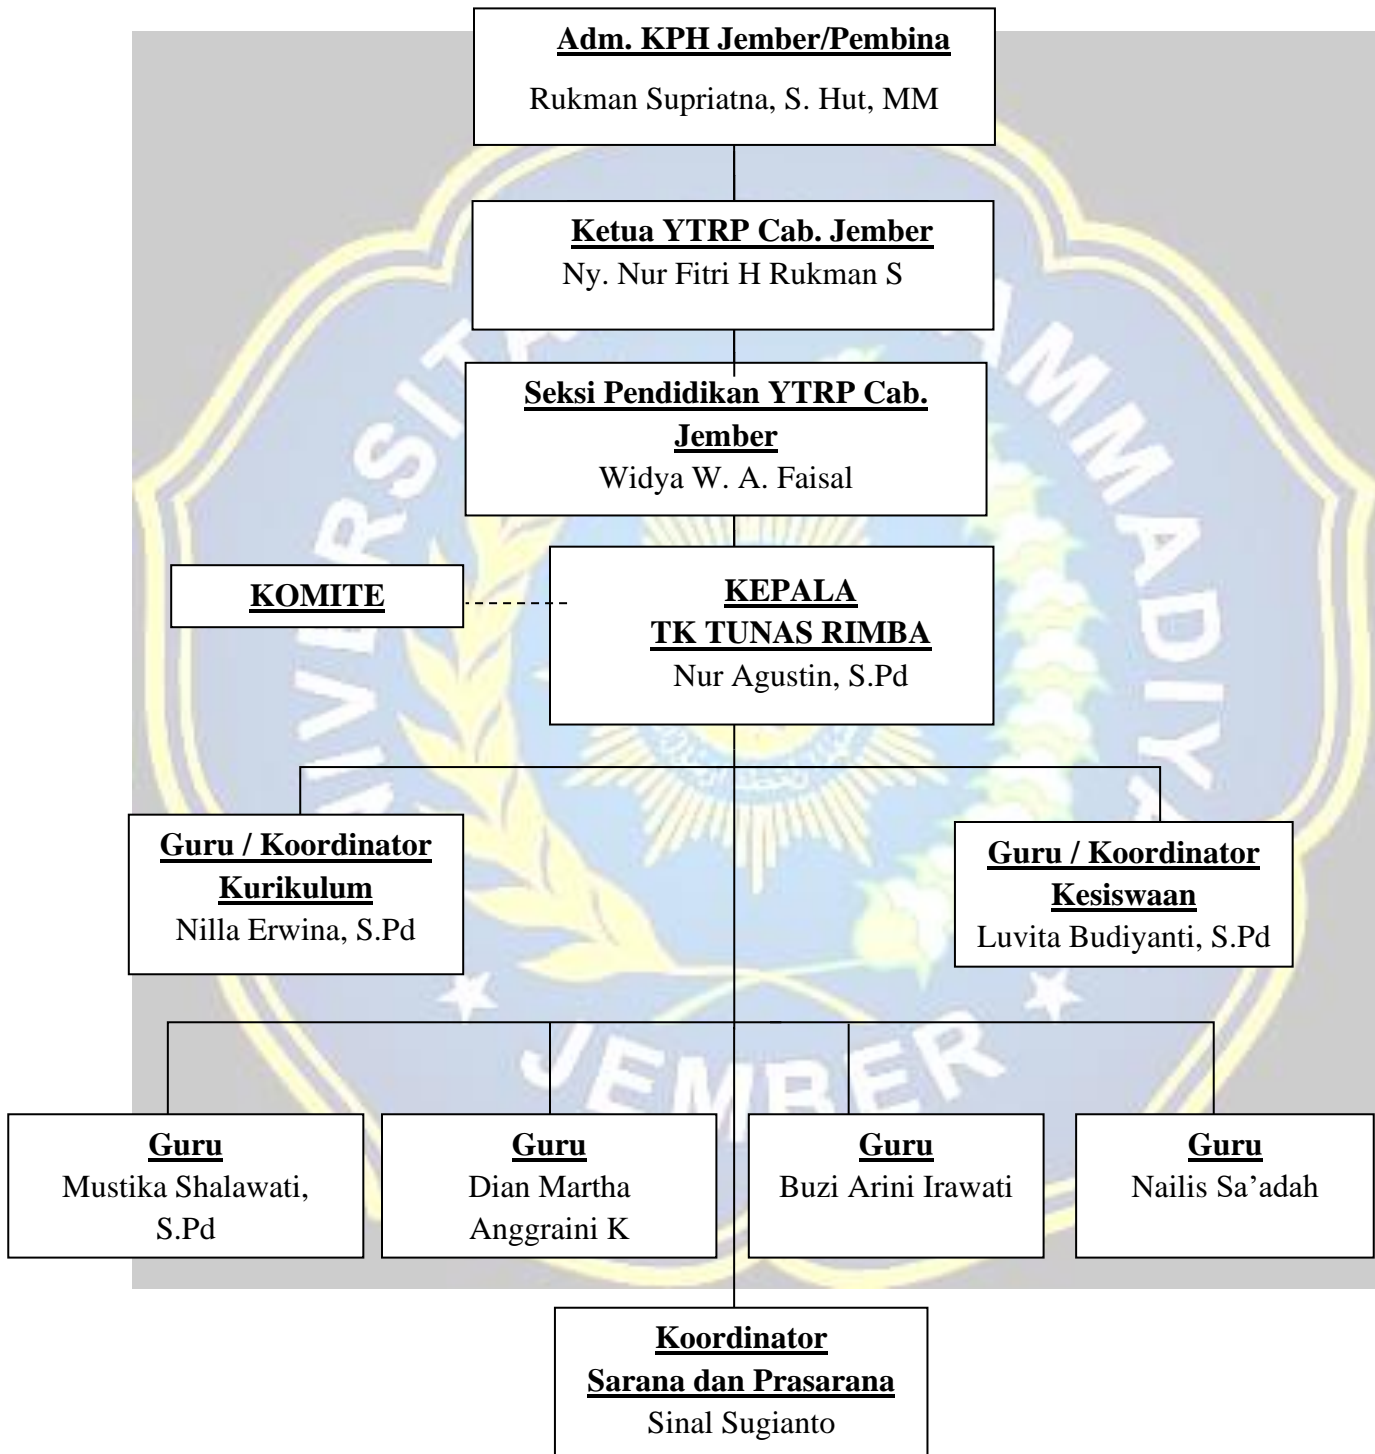 Adm. KPH Jember/Pembina
Rukman Supriatna, S. Hut, MM
Ketua YTRP Cab. Jember
Ny. Nur Fitri H Rukman S
Seksi Pendidikan YTRP Cab.
Jember
Widya W. A. Faisal
KOMITE
KEPALA
TK TUNAS RIMBA
Nur Agustin, S.Pd
Guru / Koordinator
Kurikulum
Nilla Erwina, S.Pd
Guru / Koordinator
Kesiswaan
Luvita Budiyanti, S.Pd
Guru
Mustika Shalawati,
S.Pd
Guru
Dian Martha
Anggraini K
Guru
Buzi Arini Irawati
Guru
Nailis Sa’adah
Koordinator
Sarana dan Prasarana
Sinal Sugianto
JEMBER